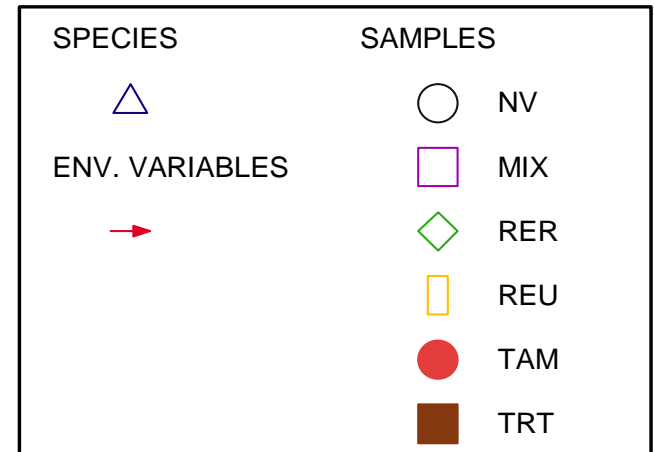 SPECIES
SAMPLES
NV
ENV. VARIABLES
MIX
RER
REU
TAM
TRT